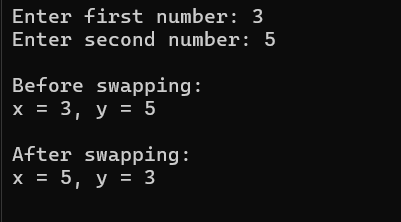 Enter first number: 3
Enter second number: 5
Before swapping:
x = 3, y = 5
After swapping:
x = 5, y = 3